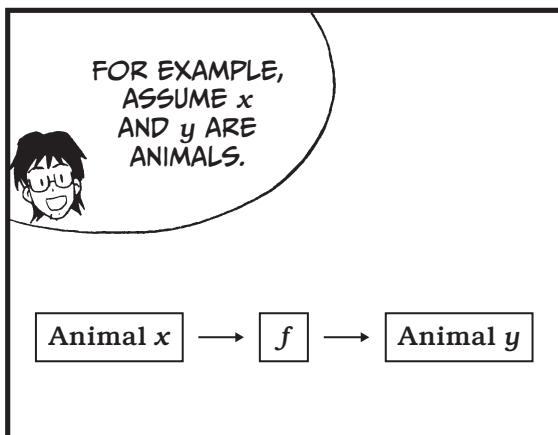 FOR EXAMPLE,
ASSUME x
AND y ARE
ANIMALS.
Animal x → f → Animal y